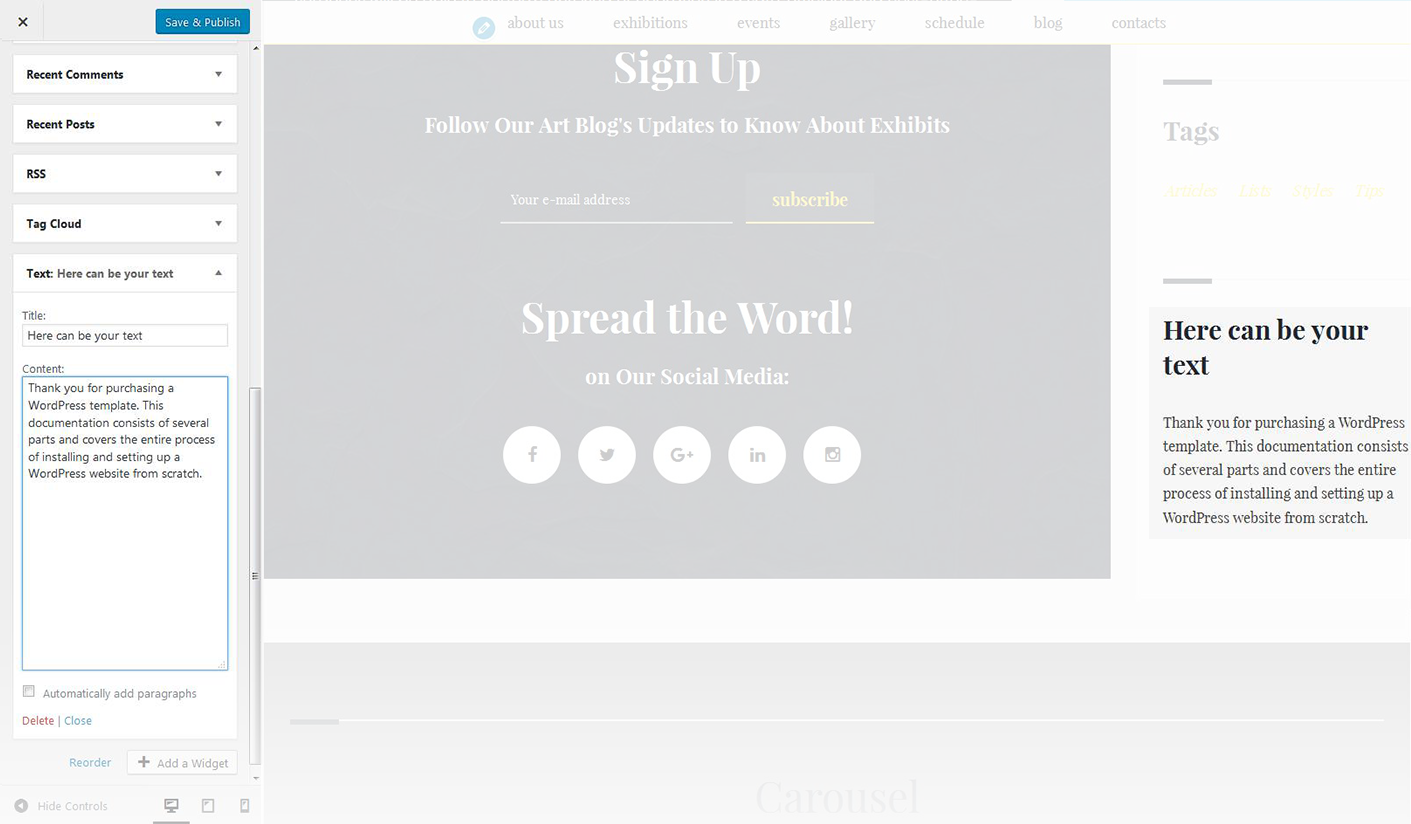 Save & Publish
Recent Comments
Recent Posts
RSS
Tag Cloud
Text: Here can be your text
Title:
Here can be your text
Content:
Thank you for purchasing a
WordPress template. This
documentation consists of several
parts and covers the entire process
of installing and setting up a
WordPress website from scratch.
Automatically add paragraphs
Delete | Close
Reorder
Add a Widget
Hide Controls
about us exhibitions events gallery schedule blog contacts
Sign Up
Follow Our Art Blog's Updates to Know About Exhibits
Your e-mail address
subscribe
Spread the Word!
on Our Social Media:
Tags
Articles Lists Styles Tips
Here can be your
text
Thank you for purchasing a WordPress
template. This documentation consists
of several parts and covers the entire
process of installing and setting up a
WordPress website from scratch.
Carousel